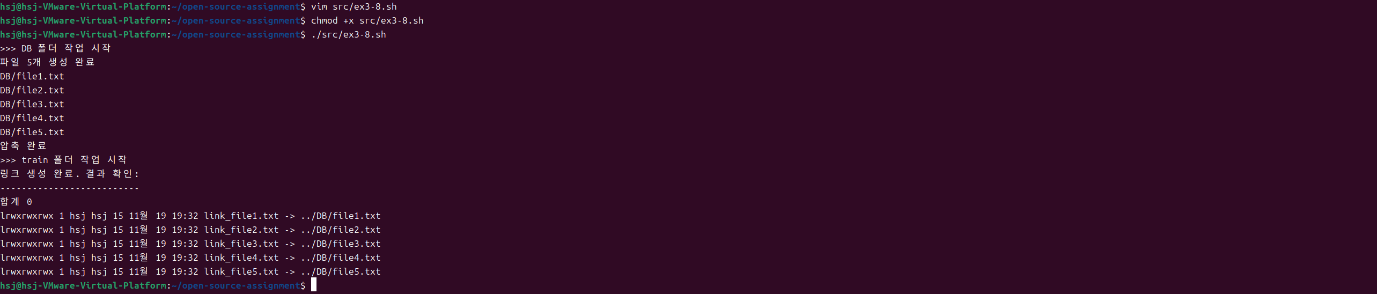 hsj@hsj-VMware-Virtual-Platform:~/open-source-assignment$ vim src/ex3-8.sh
hsj@hsj-VMware-Virtual-Platform:~/open-source-assignment$ chmod +x src/ex3-8.sh
hsj@hsj-VMware-Virtual-Platform:~/open-source-assignment$ ./src/ex3-8.sh
>>> DB 폴더 작업 시작
파일 5개 생성 완료
DB/file1.txt
DB/file2.txt
DB/file3.txt
DB/file4.txt
DB/file5.txt
압축 완료
>>> train 폴더 작업 시작
링크 생성 완료. 결과 확인:
--------------------------
합계 0
lrwxrwxrwx 1 hsj hsj 15 11월 19 19:32 link_file1.txt -> ../DB/file1.txt
lrwxrwxrwx 1 hsj hsj 15 11월 19 19:32 link_file2.txt -> ../DB/file2.txt
lrwxrwxrwx 1 hsj hsj 15 11월 19 19:32 link_file3.txt -> ../DB/file3.txt
lrwxrwxrwx 1 hsj hsj 15 11월 19 19:32 link_file4.txt -> ../DB/file4.txt
lrwxrwxrwx 1 hsj hsj 15 11월 19 19:32 link_file5.txt -> ../DB/file5.txt
hsj@hsj-VMware-Virtual-Platform:~/open-source-assignment$